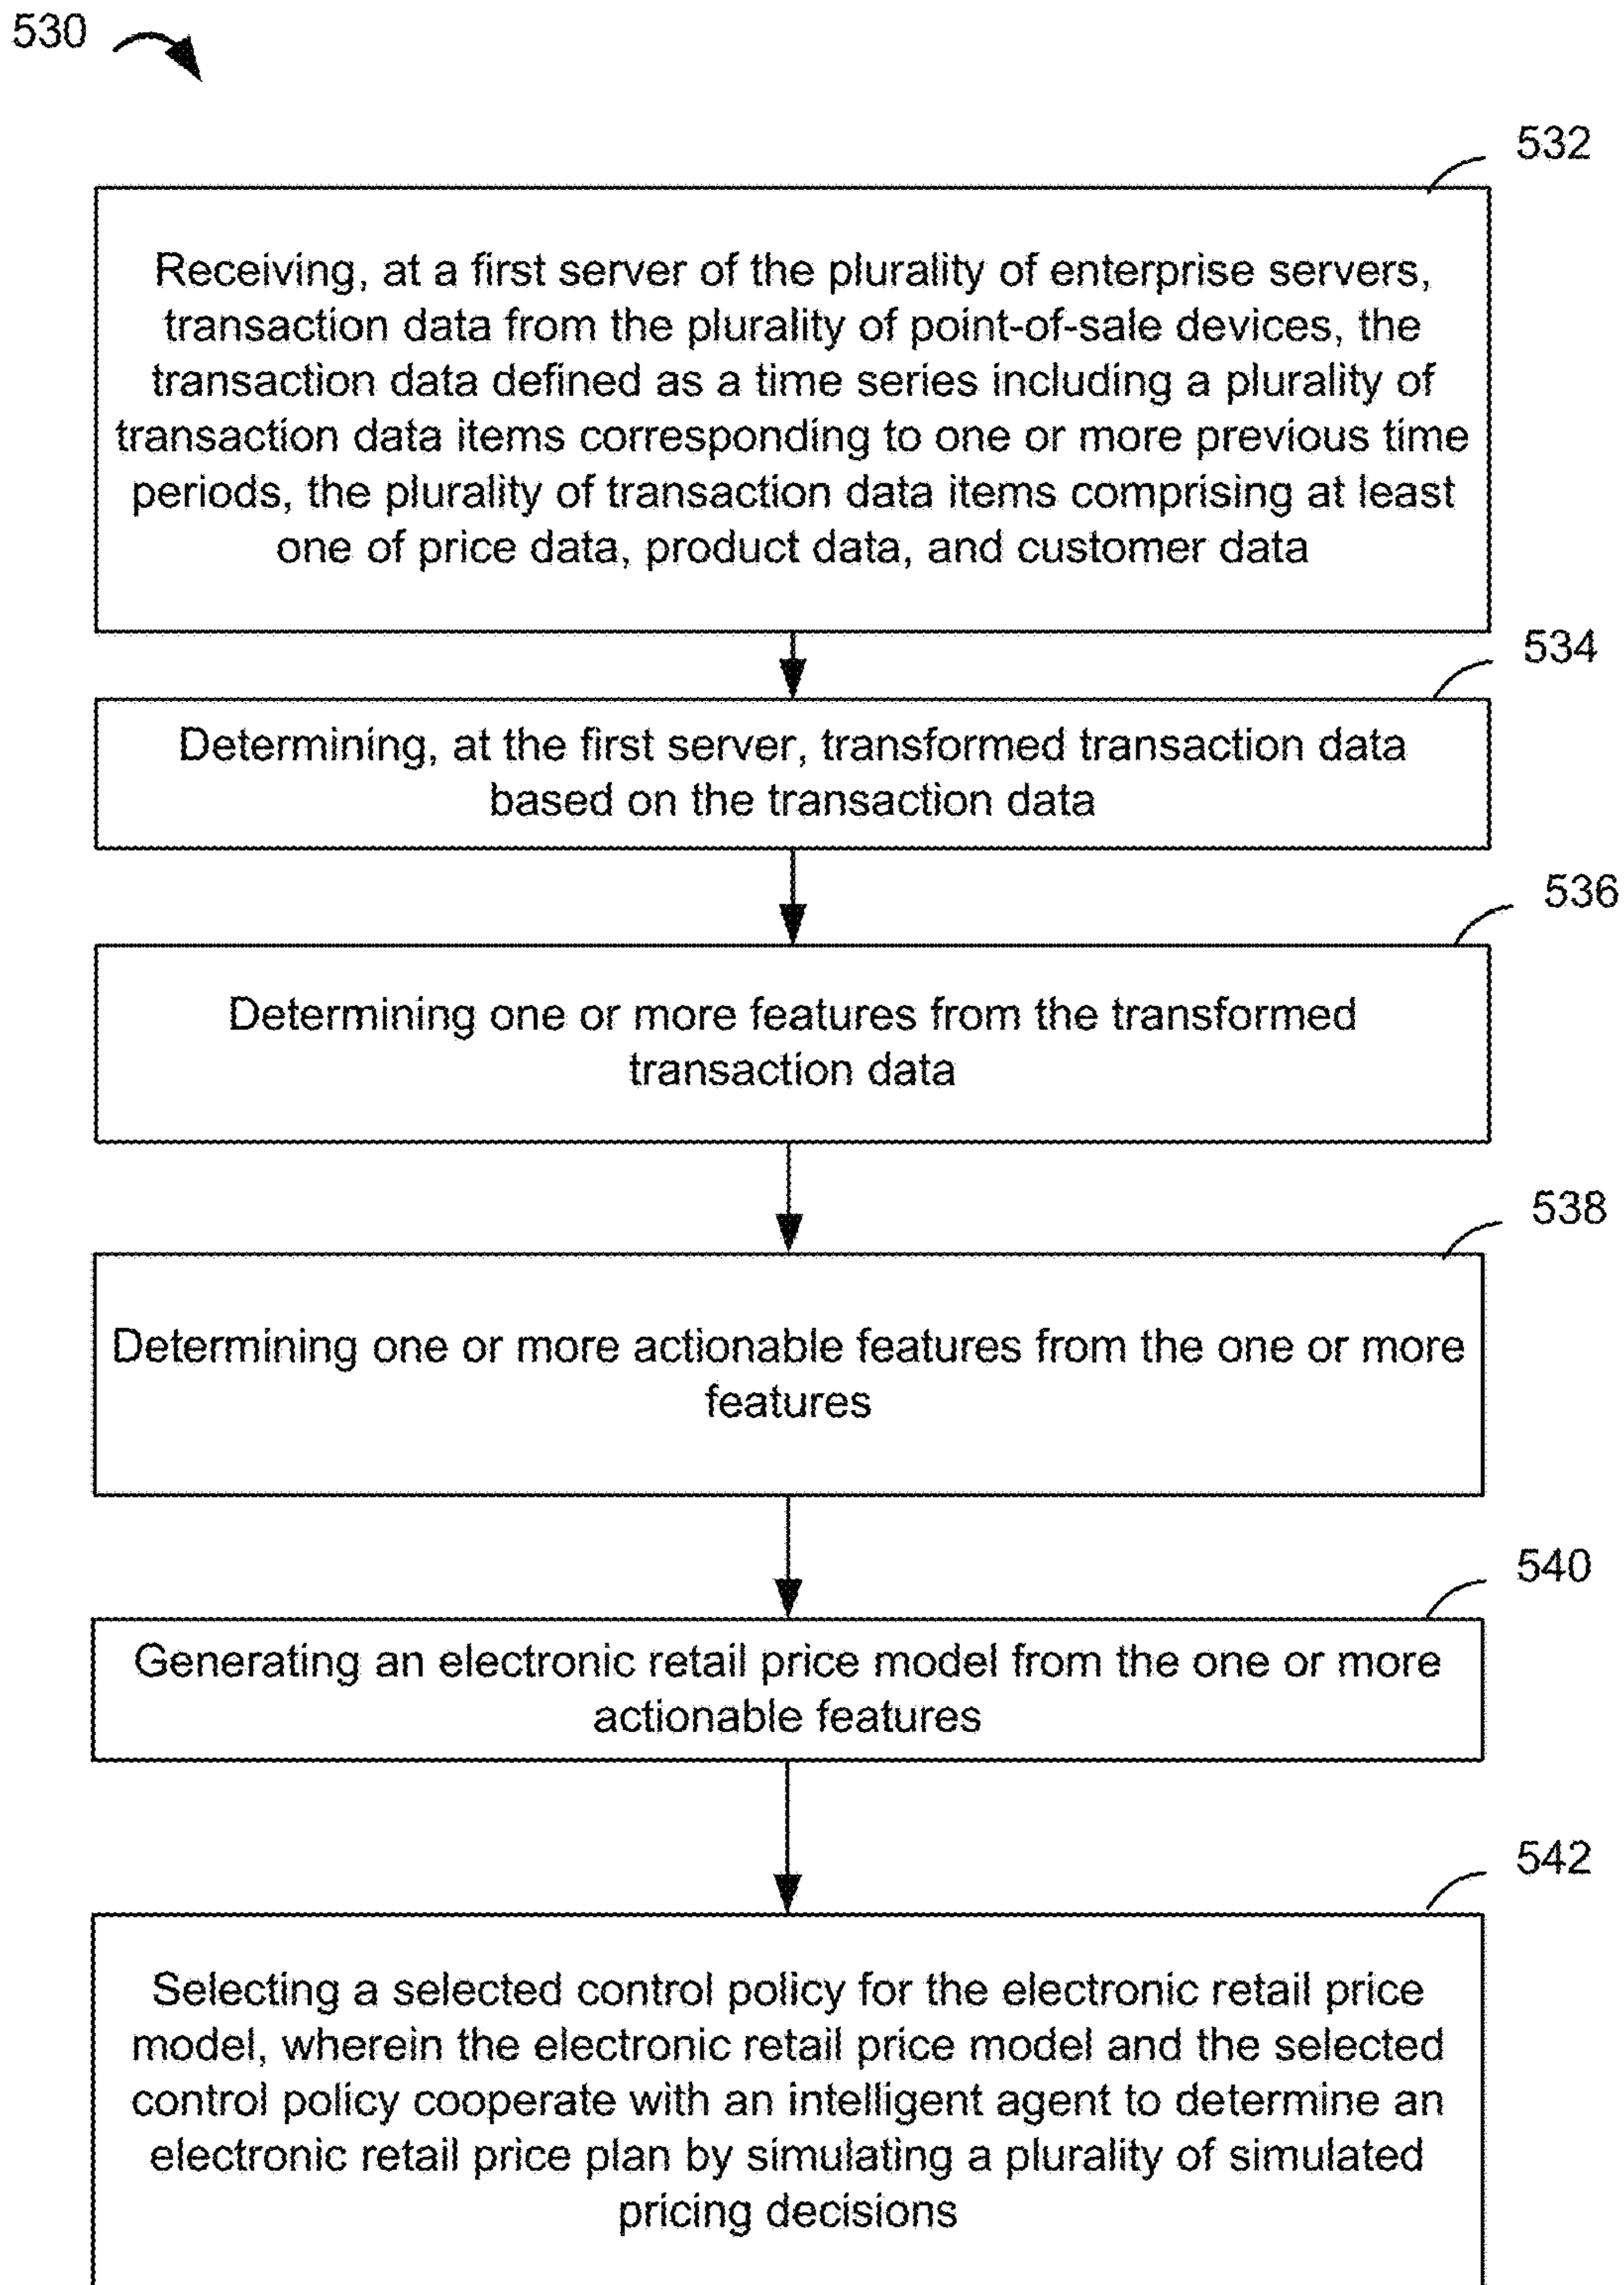 530
532
Receiving, at a first server of the plurality of enterprise servers,
transaction data from the plurality of point-of-sale devices, the
transaction data defined as a time series including a plurality of
transaction data items corresponding to one or more previous time
periods, the plurality of transaction data items comprising at least
one of price data, product data, and customer data
534
Determining, at the first server, transformed transaction data
based on the transaction data
536
Determining one or more features from the transformed
transaction data
538
Determining one or more actionable features from the one or more
features
540
Generating an electronic retail price model from the one or more
actionable features
542
Selecting a selected control policy for the electronic retail price
model, wherein the electronic retail price model and the selected
control policy cooperate with an intelligent agent to determine an
electronic retail price plan by simulating a plurality of simulated
pricing decisions